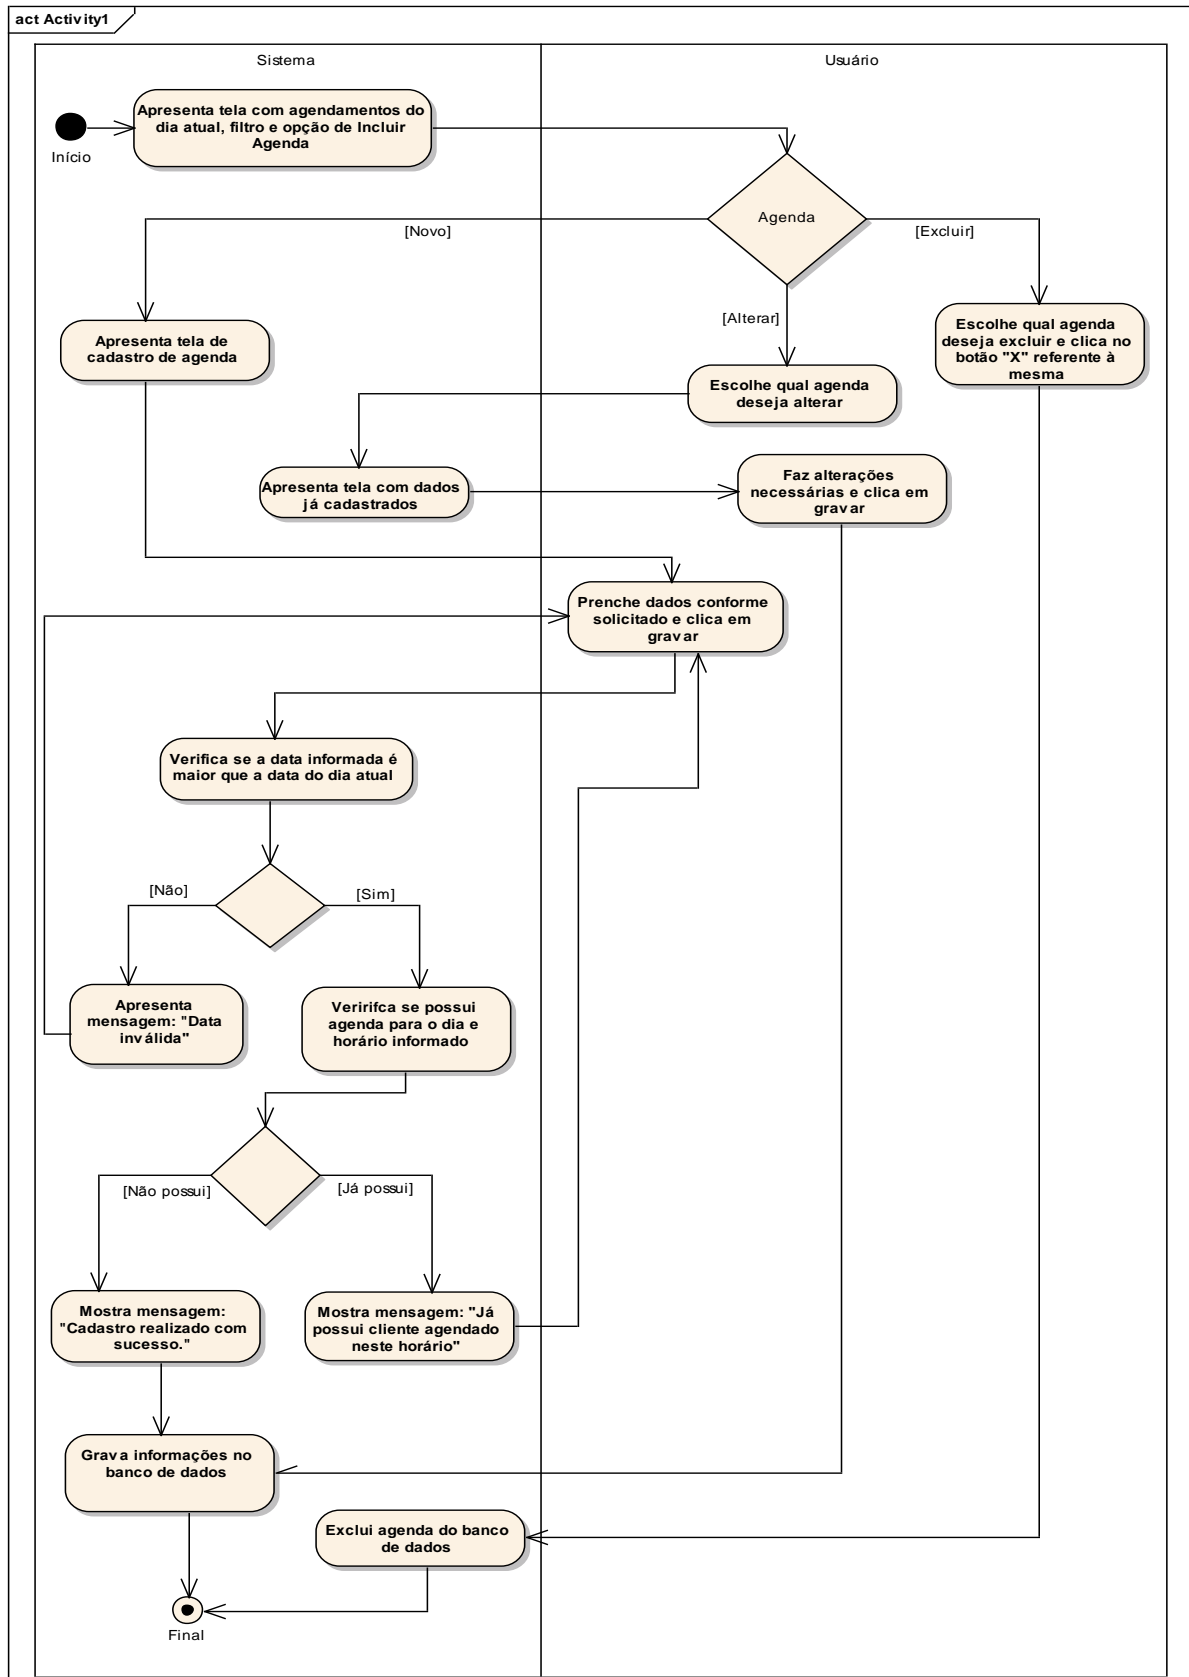 act Activity1
Sistema
Usuário
Apresenta tela com agendamentos do
dia atual, filtro e opção de Incluir
Agenda
Início
Agenda
[Novo]
[Excluir]
[Alterar]
Apresenta tela de
cadastro de agenda
Escolhe qual agenda
deseja excluir e clica no
botão "X" referente à
mesma
Escolhe qual agenda
deseja alterar
Apresenta tela com dados
já cadastrados
Faz alterações
necessárias e clica em
gravar
Prenche dados conforme
solicitado e clica em
gravar
Verifica se a data informada é
maior que a data do dia atual
[Não]
[Sim]
Apresenta
mensagem: "Data
inválida"
Veririfca se possui
agenda para o dia e
horário informado
[Não possui]
[Já possui]
Mostra mensagem:
"Cadastro realizado com
sucesso."
Mostra mensagem: "Já
possui cliente agendado
neste horário"
Grava informações no
banco de dados
Exclui agenda do banco
de dados
Final